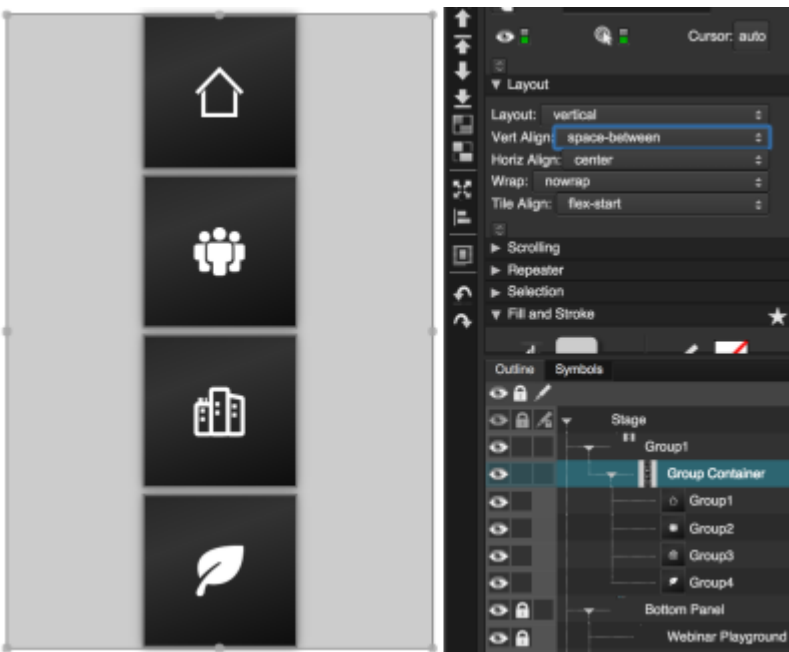 Cursor: auto
Layout
Layout: vertical
Vert Align: space-between
Horiz Align: center
Wrap: nowrap
Tile Align: flex-start
Scrolling
Repeater
Selection
Fill and Stroke
Outline Symbols
Stage
Group1
Group Container
Group1
Group2
Group3
Group4
Bottom Panel
Webinar Playground